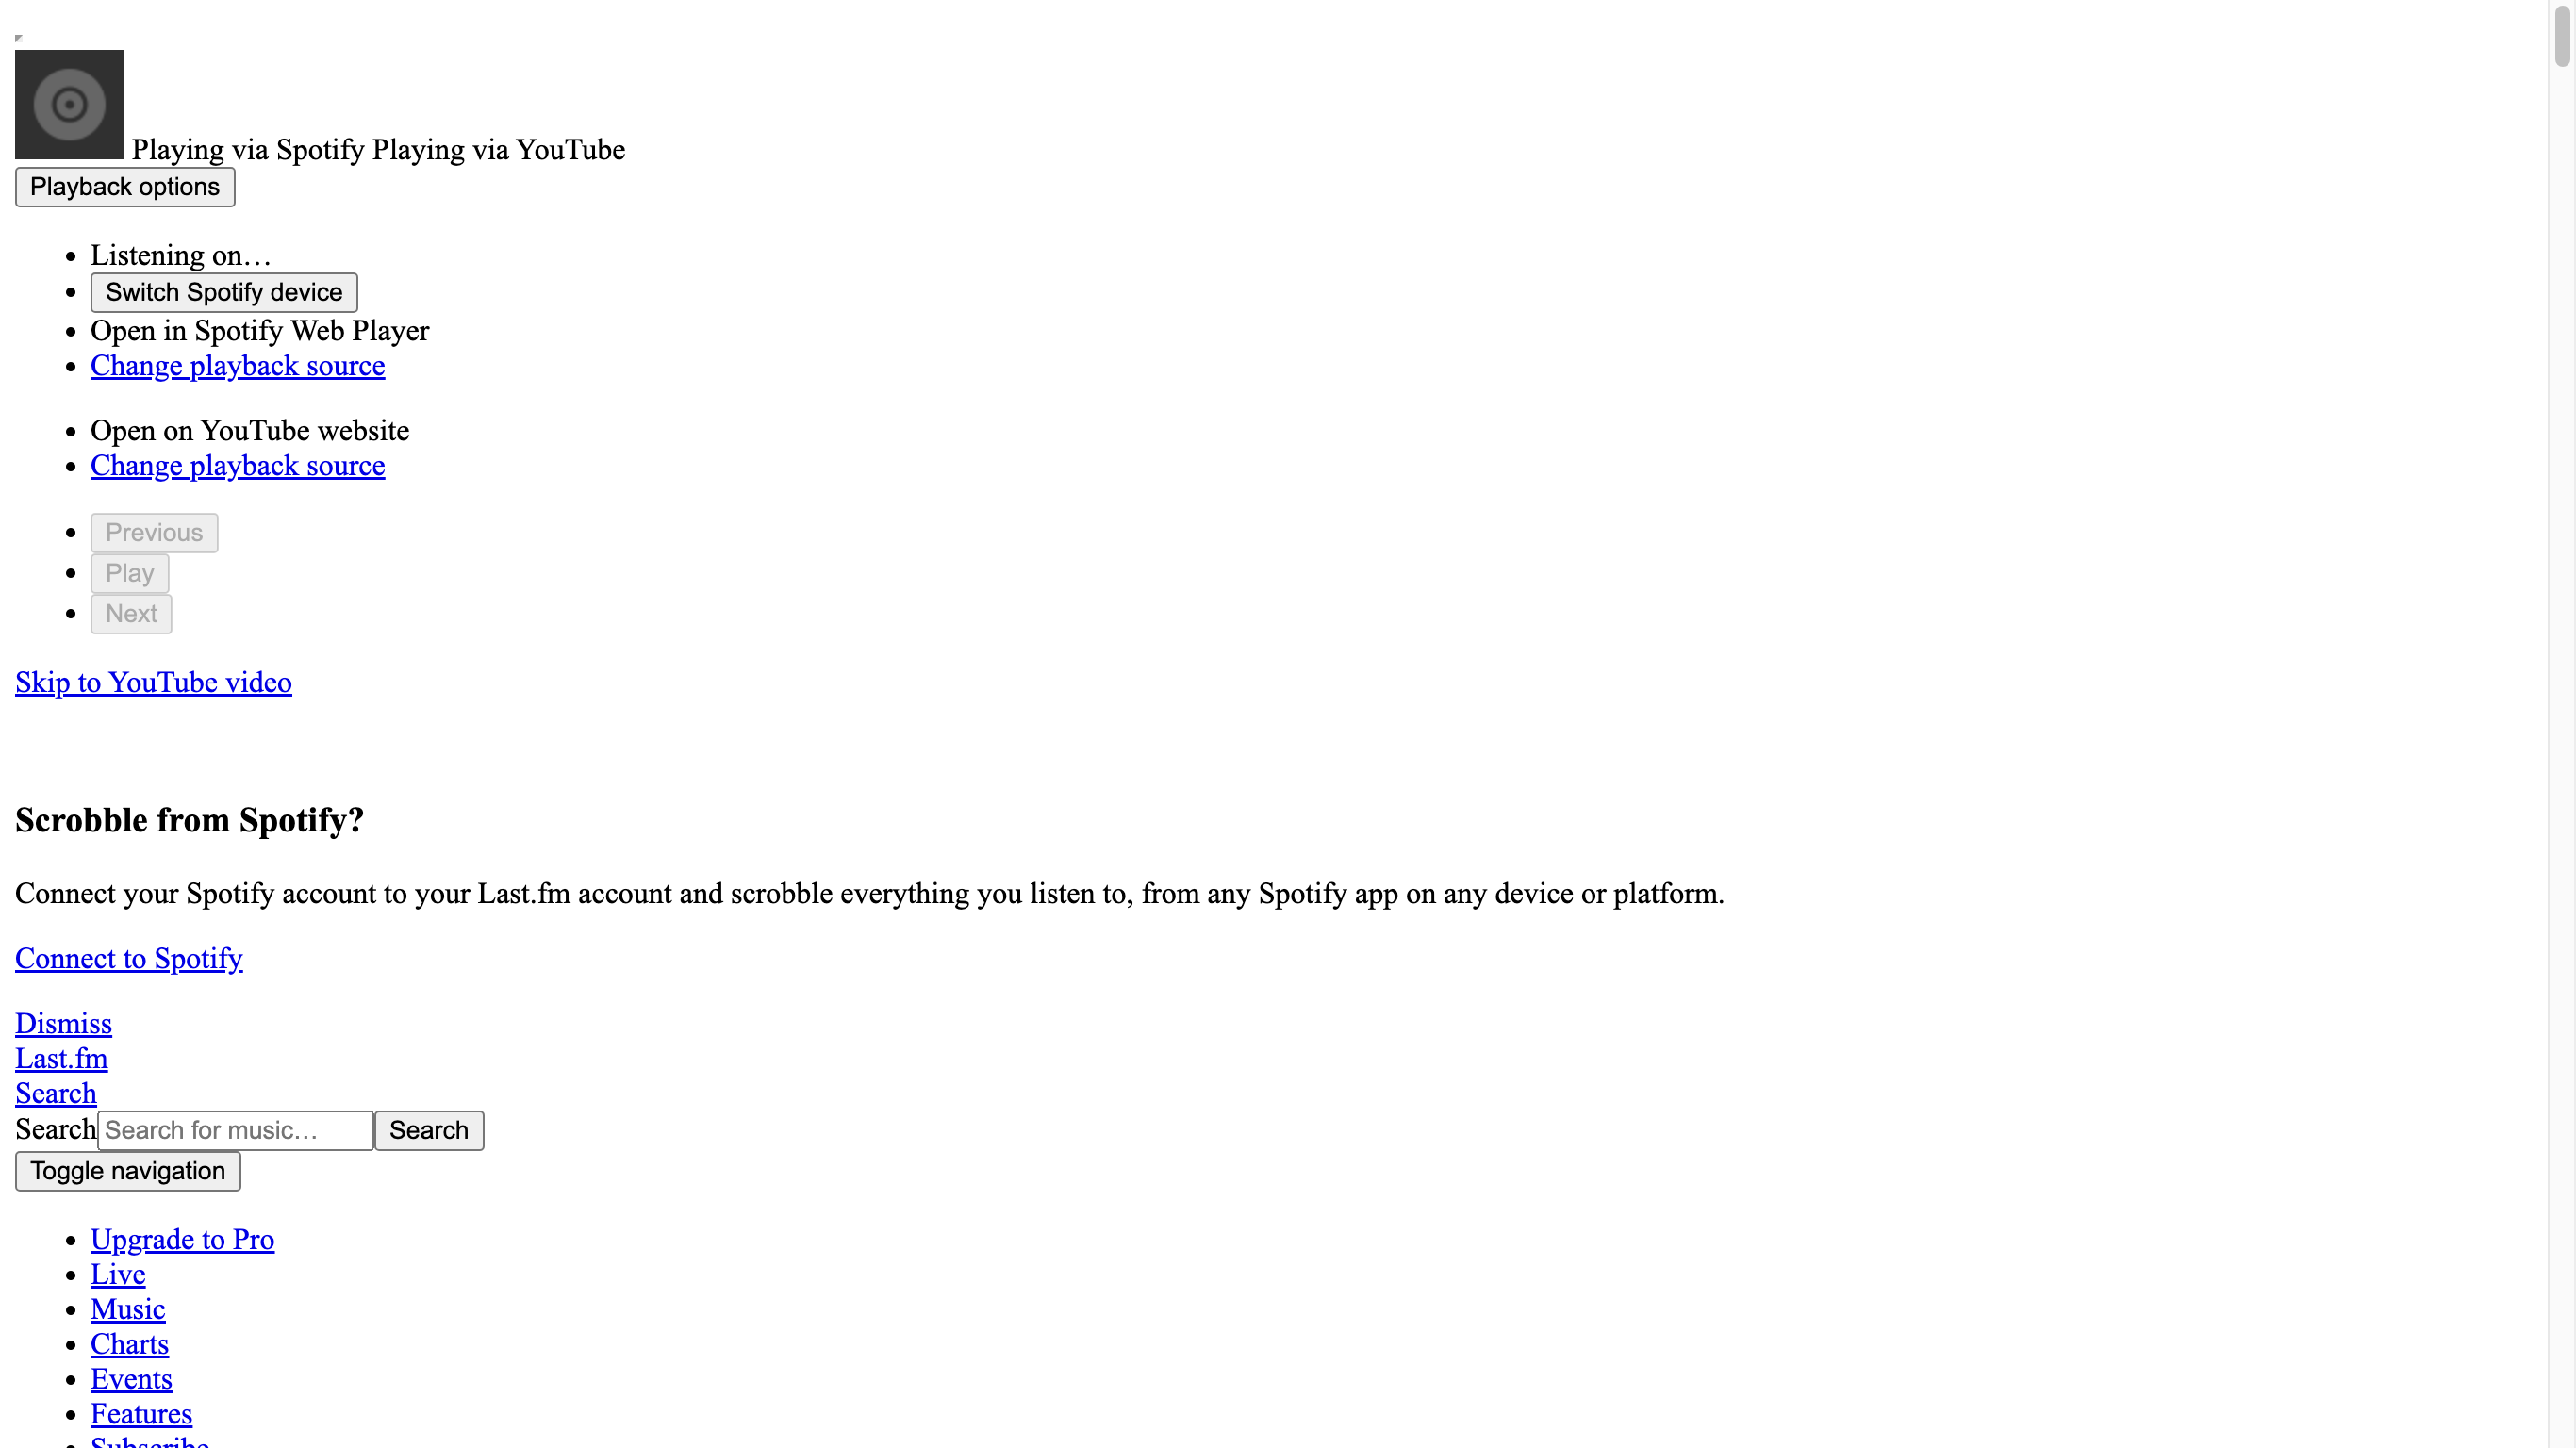 Playing via Spotify Playing via YouTube
Playback options
Listening on…
Switch Spotify device
Open in Spotify Web Player
Change playback source
Open on YouTube website
Change playback source
Previous
Play
Next
Skip to YouTube video
Scrobble from Spotify?
Connect your Spotify account to your Last.fm account and scrobble everything you listen to, from any Spotify app on any device or platform.
Connect to Spotify
Dismiss
Last.fm
Search
Search Search for music… Search
Toggle navigation
Upgrade to Pro
Live
Music
Charts
Events
Features
Subscribe